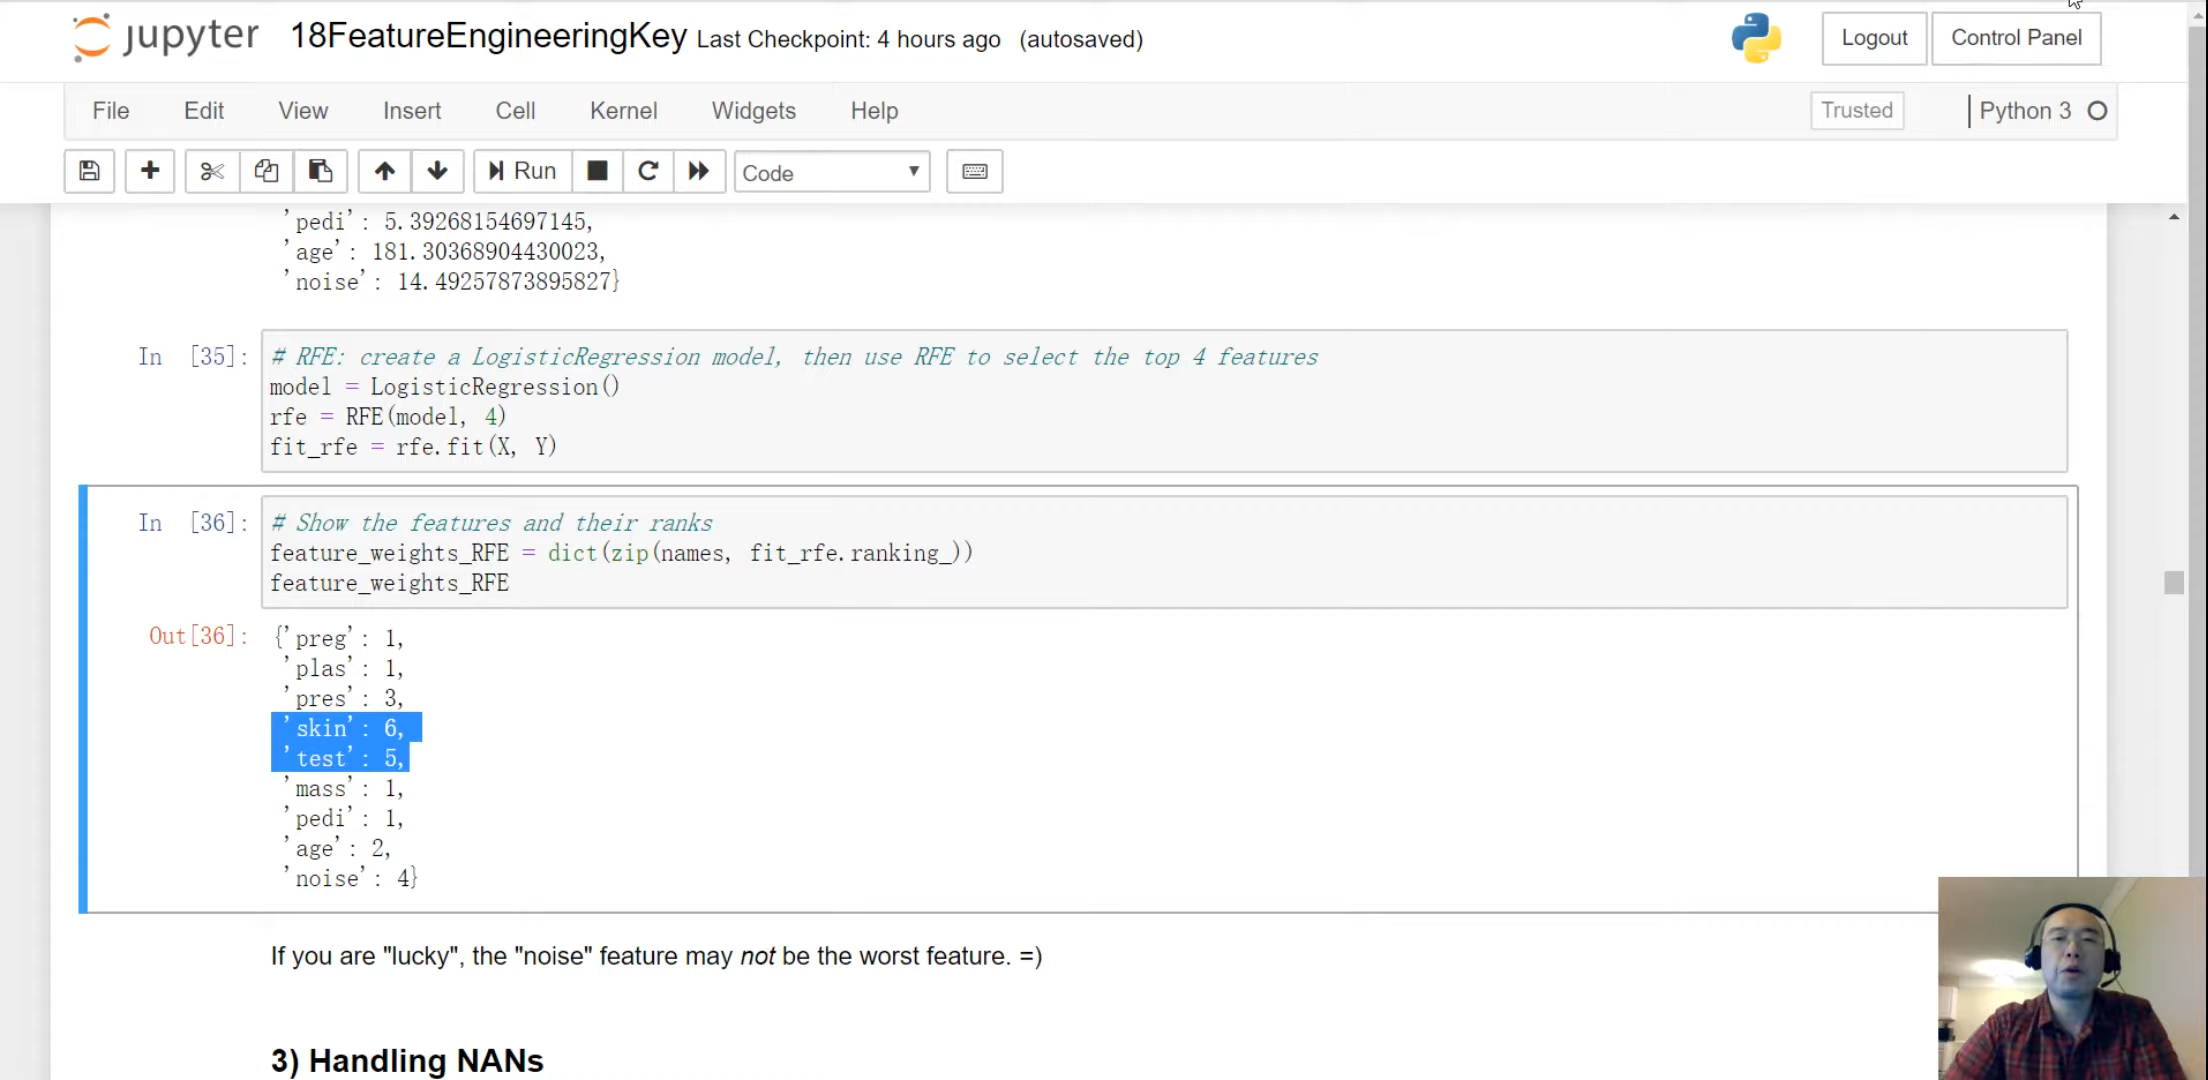 jupyter 18FeatureEngineeringKey Last Checkpoint: 4 hours ago (autosaved) Logout Control Panel
File Edit View Insert Cell Kernel Widgets Help Trusted Python 3
Run Code
'pedi': 5.39268154697145,
'age': 181.30368904430023,
'noise': 14.49257873895827}
In [35]: # RFE: create a LogisticRegression model, then use RFE to select the top 4 features
model = LogisticRegression()
rfe = RFE(model, 4)
fit_rfe = rfe.fit(X, Y)
In [36]: # Show the features and their ranks
feature_weights_RFE = dict(zip(names, fit_rfe.ranking_))
feature_weights_RFE
Out[36]: {'preg': 1,
'plas': 1,
'pres': 3,
'skin': 6,
'test': 5,
'mass': 1,
'pedi': 1,
'age': 2,
'noise': 4}
If you are "lucky", the "noise" feature may not be the worst feature. =)
3) Handling NANs